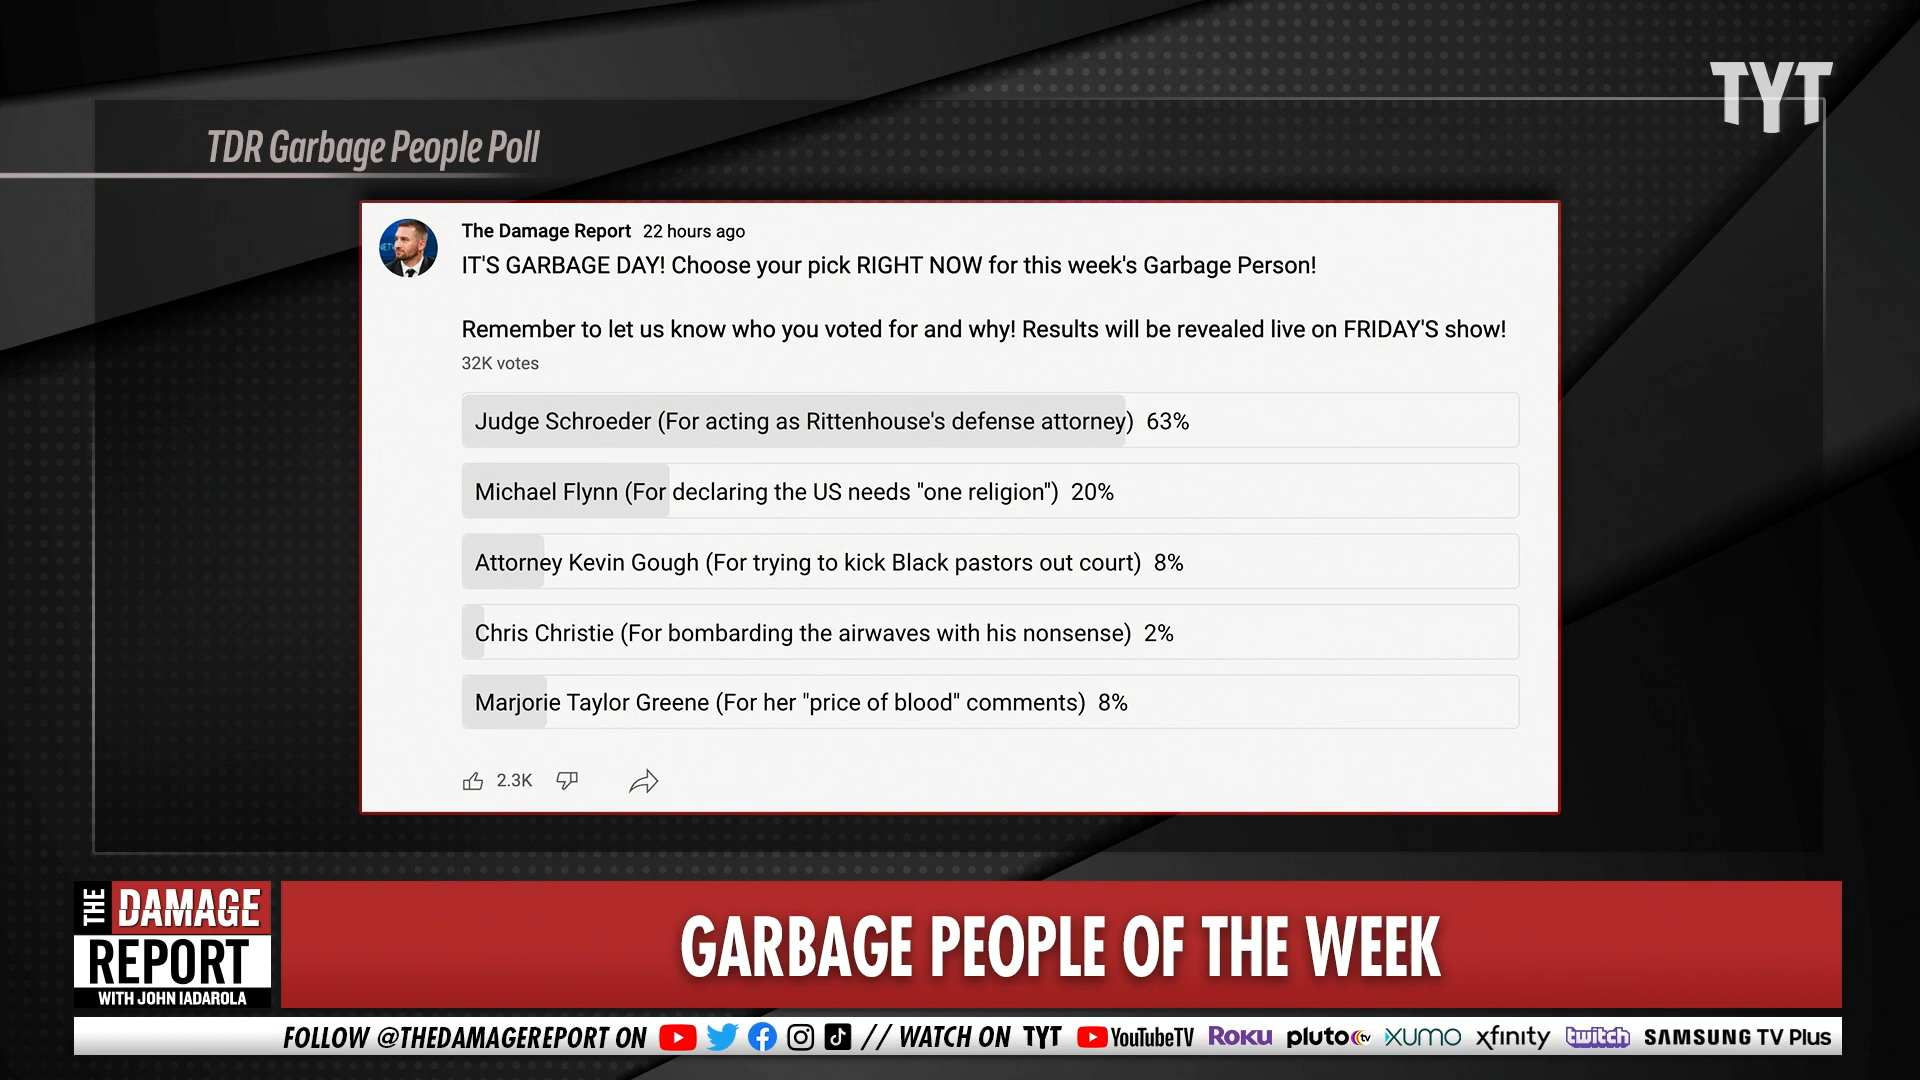 TYT
TDR Garbage People Poll
The Damage Report 22 hours ago
IT'S GARBAGE DAY! Choose your pick RIGHT NOW for this week's Garbage Person!
Remember to let us know who you voted for and why! Results will be revealed live on FRIDAY'S show!
32K votes
Judge Schroeder (For acting as Rittenhouse's defense attorney) 63%
Michael Flynn (For declaring the US needs "one religion") 20%
Attorney Kevin Gough (For trying to kick Black pastors out court) 8%
Chris Christie (For bombarding the airwaves with his nonsense) 2%
Marjorie Taylor Greene (For her "price of blood" comments) 8%
2.3K
THE DAMAGE
REPORT
WITH JOHN IADAROLA
GARBAGE PEOPLE OF THE WEEK
FOLLOW @THEDAMAGEREPORT ON // WATCH ON TYT YouTubeTV Roku pluto tv XUMO xfinity twitch SAMSUNG TV Plus